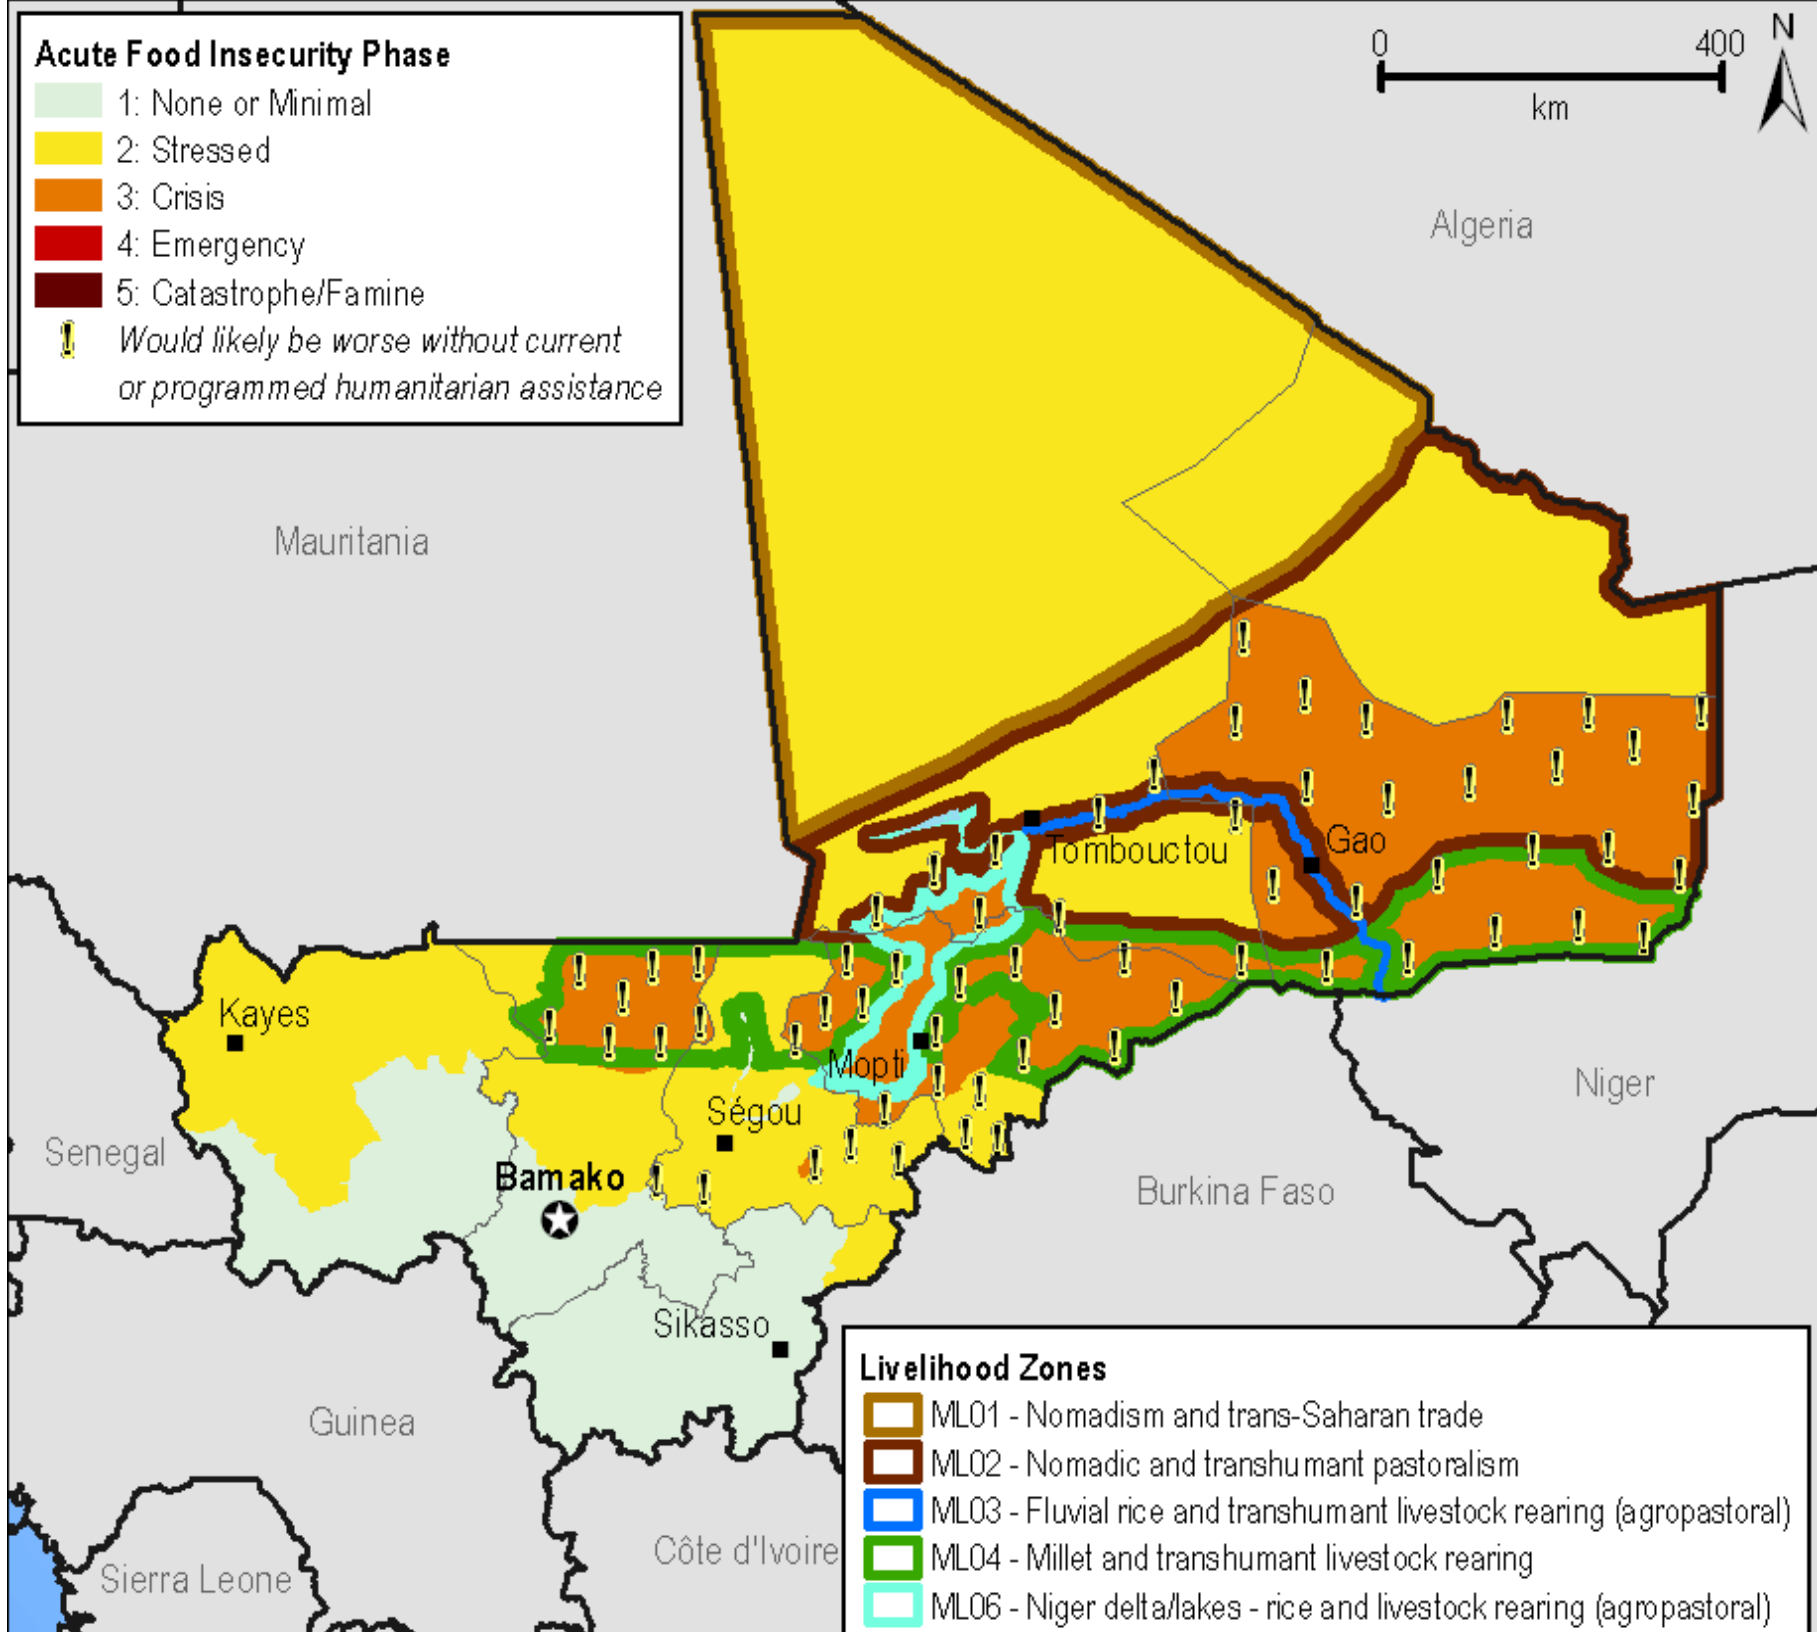 Acute Food Insecurity Phase
1: None or Minimal
2: Stressed
3: Crisis
4: Emergency
5: Catastrophe/Famine
! Would likely be worse without current
or programmed humanitarian assistance
0 400
km
N
Algeria
Mauritania
Tombouctou
Gao
Kayes
Mopti
Niger
Ségou
Senegal
Bamako
Burkina Faso
Sikasso
Guinea
Côte d'Ivoire
Sierra Leone
Livelihood Zones
ML01 - Nomadism and trans-Saharan trade
ML02 - Nomadic and transhumant pastoralism
ML03 - Fluvial rice and transhumant livestock rearing (agropastoral)
ML04 - Millet and transhumant livestock rearing
ML06 - Niger delta/lakes - rice and livestock rearing (agropastoral)